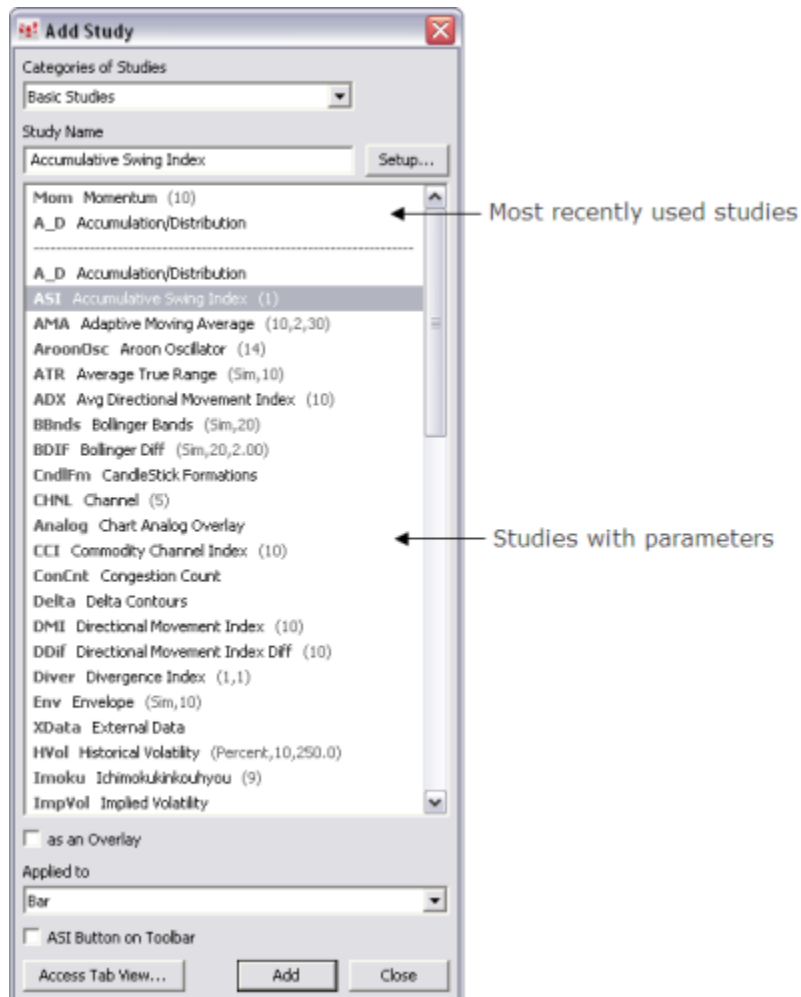 Add Study
Categories of Studies
Basic Studies
Study Name
Accumulative Swing Index
Setup...
Mom Momentum (10)
A_D Accumulation/Distribution
Most recently used studies
A_D Accumulation/Distribution
ASI Accumulative Swing Index (1)
AMA Adaptive Moving Average (10,2,30)
AroonOsc Aroon Oscillator (14)
ATR Average True Range (Sim,10)
ADX Avg Directional Movement Index (10)
BBnds Bollinger Bands (Sim,20)
BDIF Bollinger Diff (Sim,20,2.00)
CndlFm CandleStick Formations
CHNL Channel (5)
Analog Chart Analog Overlay
CCI Commodity Channel Index (10)
Studies with parameters
ConCnt Congestion Count
Delta Delta Contours
DMI Directional Movement Index (10)
DDif Directional Movement Index Diff (10)
Diver Divergence Index (1,1)
Env Envelope (Sim,10)
XData External Data
HVol Historical Volatility (Percent,10,250.0)
Imoku Ichimokukinkouhyou (9)
ImpVol Implied Volatility
as an Overlay
Applied to
Bar
ASI Button on Toolbar
Access Tab View...
Add
Close